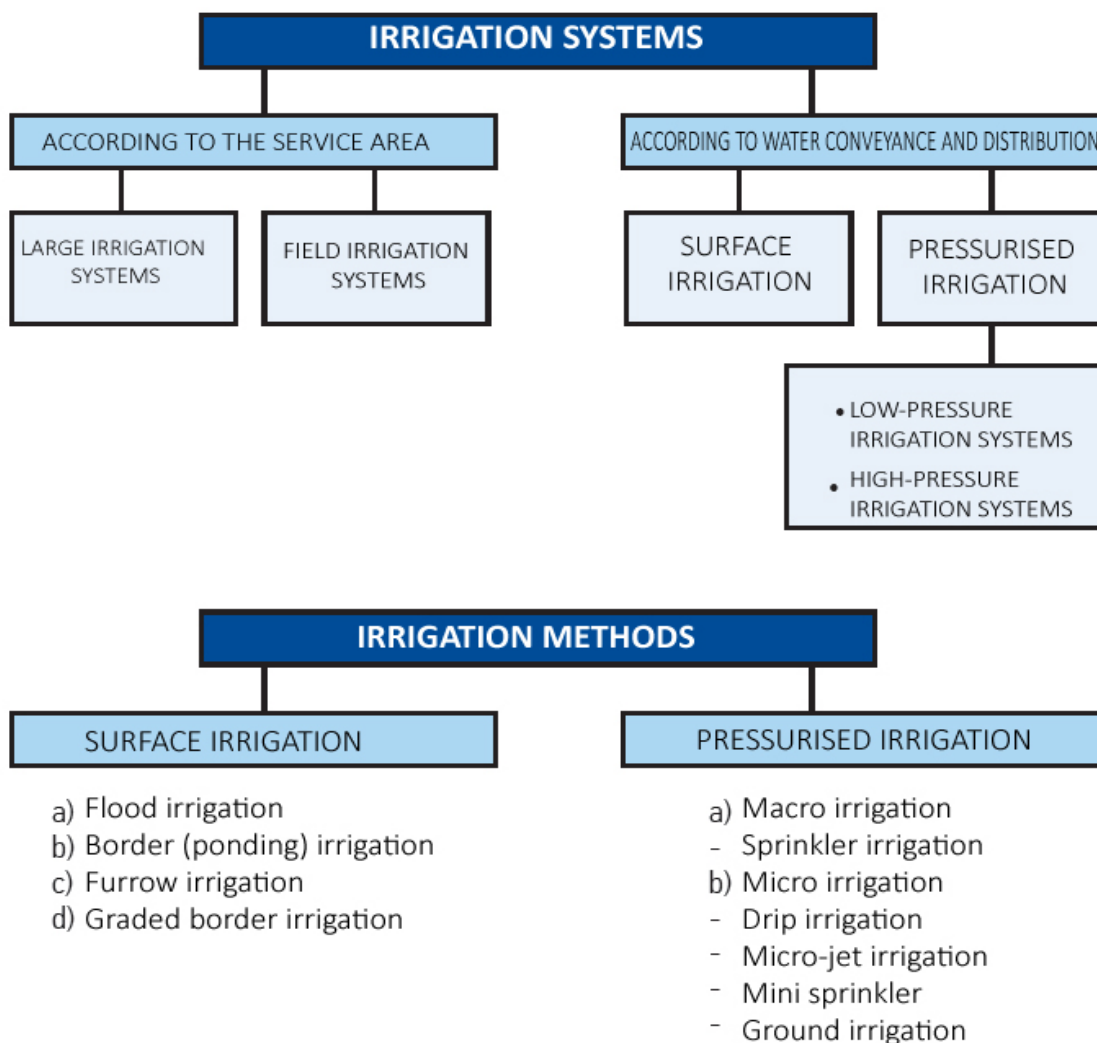 IRRIGATION SYSTEMS
ACCORDING TO THE SERVICE AREA
ACCORDING TO WATER CONVEYANCE AND DISTRIBUTION
LARGE IRRIGATION
SYSTEMS
FIELD IRRIGATION
SYSTEMS
SURFACE
IRRIGATION
PRESSURISED
IRRIGATION
• LOW-PRESSURE
IRRIGATION SYSTEMS
• HIGH-PRESSURE
IRRIGATION SYSTEMS
IRRIGATION METHODS
SURFACE IRRIGATION
a) Flood irrigation
b) Border (ponding) irrigation
c) Furrow irrigation
d) Graded border irrigation
PRESSURISED IRRIGATION
a) Macro irrigation
- Sprinkler irrigation
b) Micro irrigation
- Drip irrigation
- Micro-jet irrigation
- Mini sprinkler
- Ground irrigation